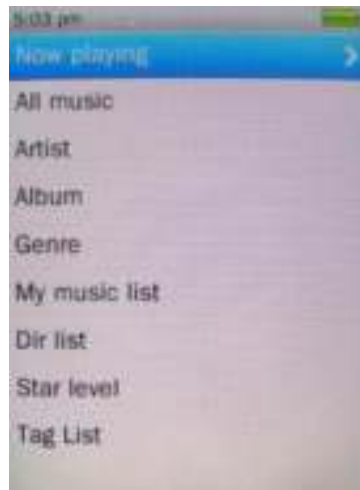 5:03 pm
Now playing
All music
Artist
Album
Genre
My music list
Dir list
Star level
Tag List